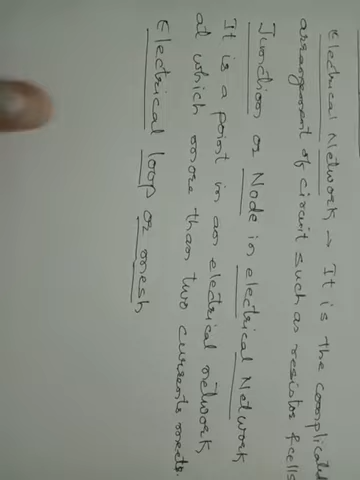 Electrical Network → It is the complicated
arrangement of circuit such as resistor & cells
Junction or Node in electrical Network
It is a point in an electrical network
at which more than two currents meets.
Electrical loop or mesh